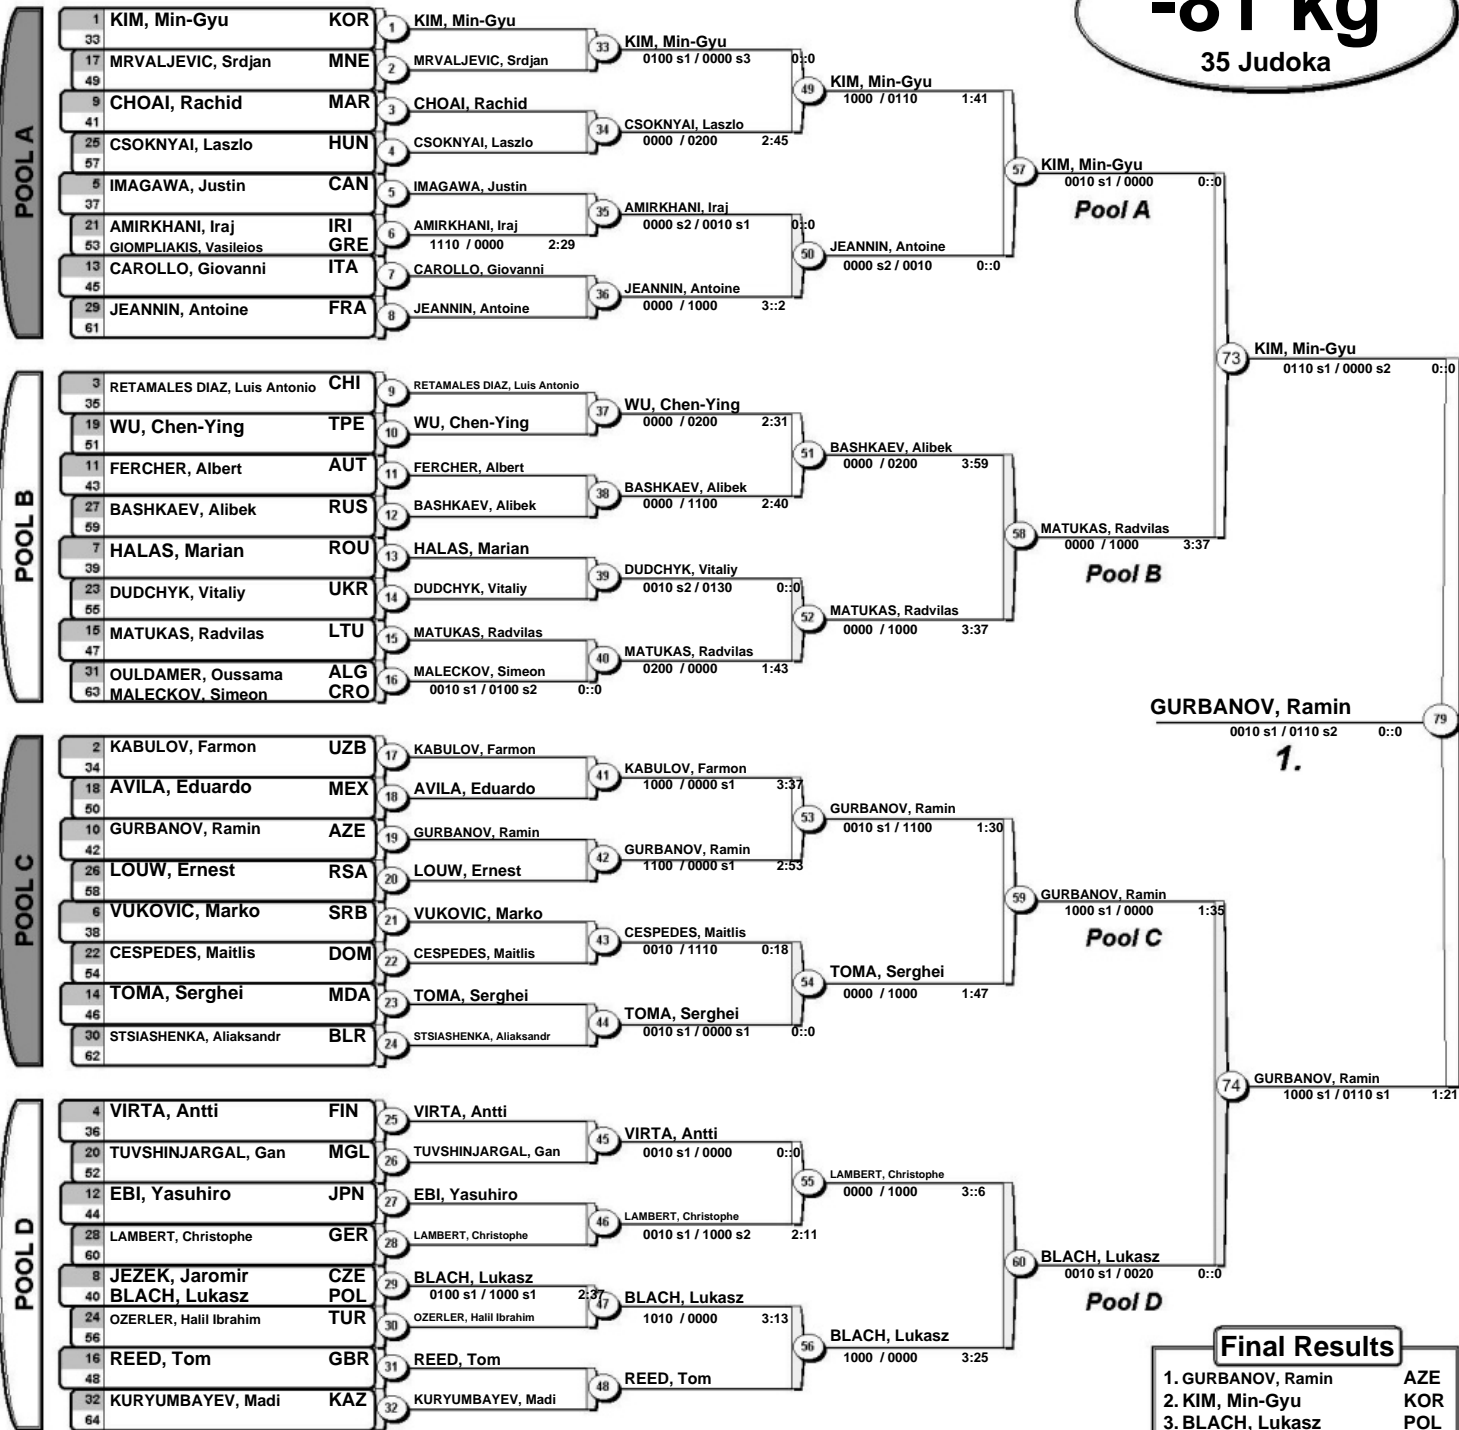 -81 kg
35 Judoka
POOL A
1 KIM, Min-Gyu KOR
33
17 MRVALJEVIC, Srdjan MNE
49
9 CHOAI, Rachid MAR
41
25 CSOKNYAI, Laszlo HUN
57
5 IMAGAWA, Justin CAN
37
21 AMIRKHANI, Iraj IRI
53 GIOMPLIAKIS, Vasileios GRE
13 CAROLLO, Giovanni ITA
45
29 JEANNIN, Antoine FRA
61
1 KIM, Min-Gyu
2 MRVALJEVIC, Srdjan
3 CHOAI, Rachid
4 CSOKNYAI, Laszlo
5 IMAGAWA, Justin
6 AMIRKHANI, Iraj
1110 / 0000 2:29
7 CAROLLO, Giovanni
8 JEANNIN, Antoine
33 KIM, Min-Gyu
0100 s1 / 0000 s3 0::0
34 CSOKNYAI, Laszlo
0000 / 0200 2:45
35 AMIRKHANI, Iraj
0000 s2 / 0010 s1 0::0
36 JEANNIN, Antoine
0000 / 1000 3::2
49 KIM, Min-Gyu
1000 / 0110 1:41
50 JEANNIN, Antoine
0000 s2 / 0010 0::0
57 KIM, Min-Gyu
0010 s1 / 0000 0::0
Pool A
POOL B
3 RETAMALES DIAZ, Luis Antonio CHI
35
19 WU, Chen-Ying TPE
51
11 FERCHER, Albert AUT
43
27 BASHKAEV, Alibek RUS
59
7 HALAS, Marian ROU
39
23 DUDCHYK, Vitaliy UKR
55
15 MATUKAS, Radvilas LTU
47
31 OULDAMER, Oussama ALG
63 MALECKOV, Simeon CRO
9 RETAMALES DIAZ, Luis Antonio
10 WU, Chen-Ying
11 FERCHER, Albert
12 BASHKAEV, Alibek
13 HALAS, Marian
14 DUDCHYK, Vitaliy
15 MATUKAS, Radvilas
16 MALECKOV, Simeon
0010 s1 / 0100 s2 0::0
37 WU, Chen-Ying
0000 / 0200 2:31
38 BASHKAEV, Alibek
0000 / 1100 2:40
39 DUDCHYK, Vitaliy
0010 s2 / 0130 0::0
40 MATUKAS, Radvilas
0200 / 0000 1:43
51 BASHKAEV, Alibek
0000 / 0200 3:59
52 MATUKAS, Radvilas
0000 / 1000 3:37
58 MATUKAS, Radvilas
0000 / 1000 3:37
Pool B
73 KIM, Min-Gyu
0110 s1 / 0000 s2 0::0
GURBANOV, Ramin 79
0010 s1 / 0110 s2 0::0
1.
POOL C
2 KABULOV, Farmon UZB
34
18 AVILA, Eduardo MEX
50
10 GURBANOV, Ramin AZE
42
26 LOUW, Ernest RSA
58
6 VUKOVIC, Marko SRB
38
22 CESPEDES, Maitlis DOM
54
14 TOMA, Serghei MDA
46
30 STSIASHENKA, Aliaksandr BLR
62
17 KABULOV, Farmon
18 AVILA, Eduardo
19 GURBANOV, Ramin
20 LOUW, Ernest
21 VUKOVIC, Marko
22 CESPEDES, Maitlis
23 TOMA, Serghei
24 STSIASHENKA, Aliaksandr
41 KABULOV, Farmon
1000 / 0000 s1 3:37
42 GURBANOV, Ramin
1100 / 0000 s1 2:53
43 CESPEDES, Maitlis
0010 / 1110 0:18
44 TOMA, Serghei
0010 s1 / 0000 s1 0::0
53 GURBANOV, Ramin
0010 s1 / 1100 1:30
54 TOMA, Serghei
0000 / 1000 1:47
59 GURBANOV, Ramin
1000 s1 / 0000 1:35
Pool C
POOL D
4 VIRTA, Antti FIN
36
20 TUVSHINJARGAL, Gan MGL
52
12 EBI, Yasuhiro JPN
44
28 LAMBERT, Christophe GER
60
8 JEZEK, Jaromir CZE
40 BLACH, Lukasz POL
24 OZERLER, Halil Ibrahim TUR
56
16 REED, Tom GBR
48
32 KURYUMBAYEV, Madi KAZ
64
25 VIRTA, Antti
26 TUVSHINJARGAL, Gan
27 EBI, Yasuhiro
28 LAMBERT, Christophe
29 BLACH, Lukasz
0100 s1 / 1000 s1 2:37
30 OZERLER, Halil Ibrahim
31 REED, Tom
32 KURYUMBAYEV, Madi
45 VIRTA, Antti
0010 s1 / 0000 0::0
46 LAMBERT, Christophe
0010 s1 / 1000 s2 2:11
47 BLACH, Lukasz
1010 / 0000 3:13
48 REED, Tom
55 LAMBERT, Christophe
0000 / 1000 3::6
56 BLACH, Lukasz
1000 / 0000 3:25
60 BLACH, Lukasz
0010 s1 / 0020 0::0
Pool D
74 GURBANOV, Ramin
1000 s1 / 0110 s1 1:21
Final Results
1. GURBANOV, Ramin AZE
2. KIM, Min-Gyu KOR
3. BLACH, Lukasz POL